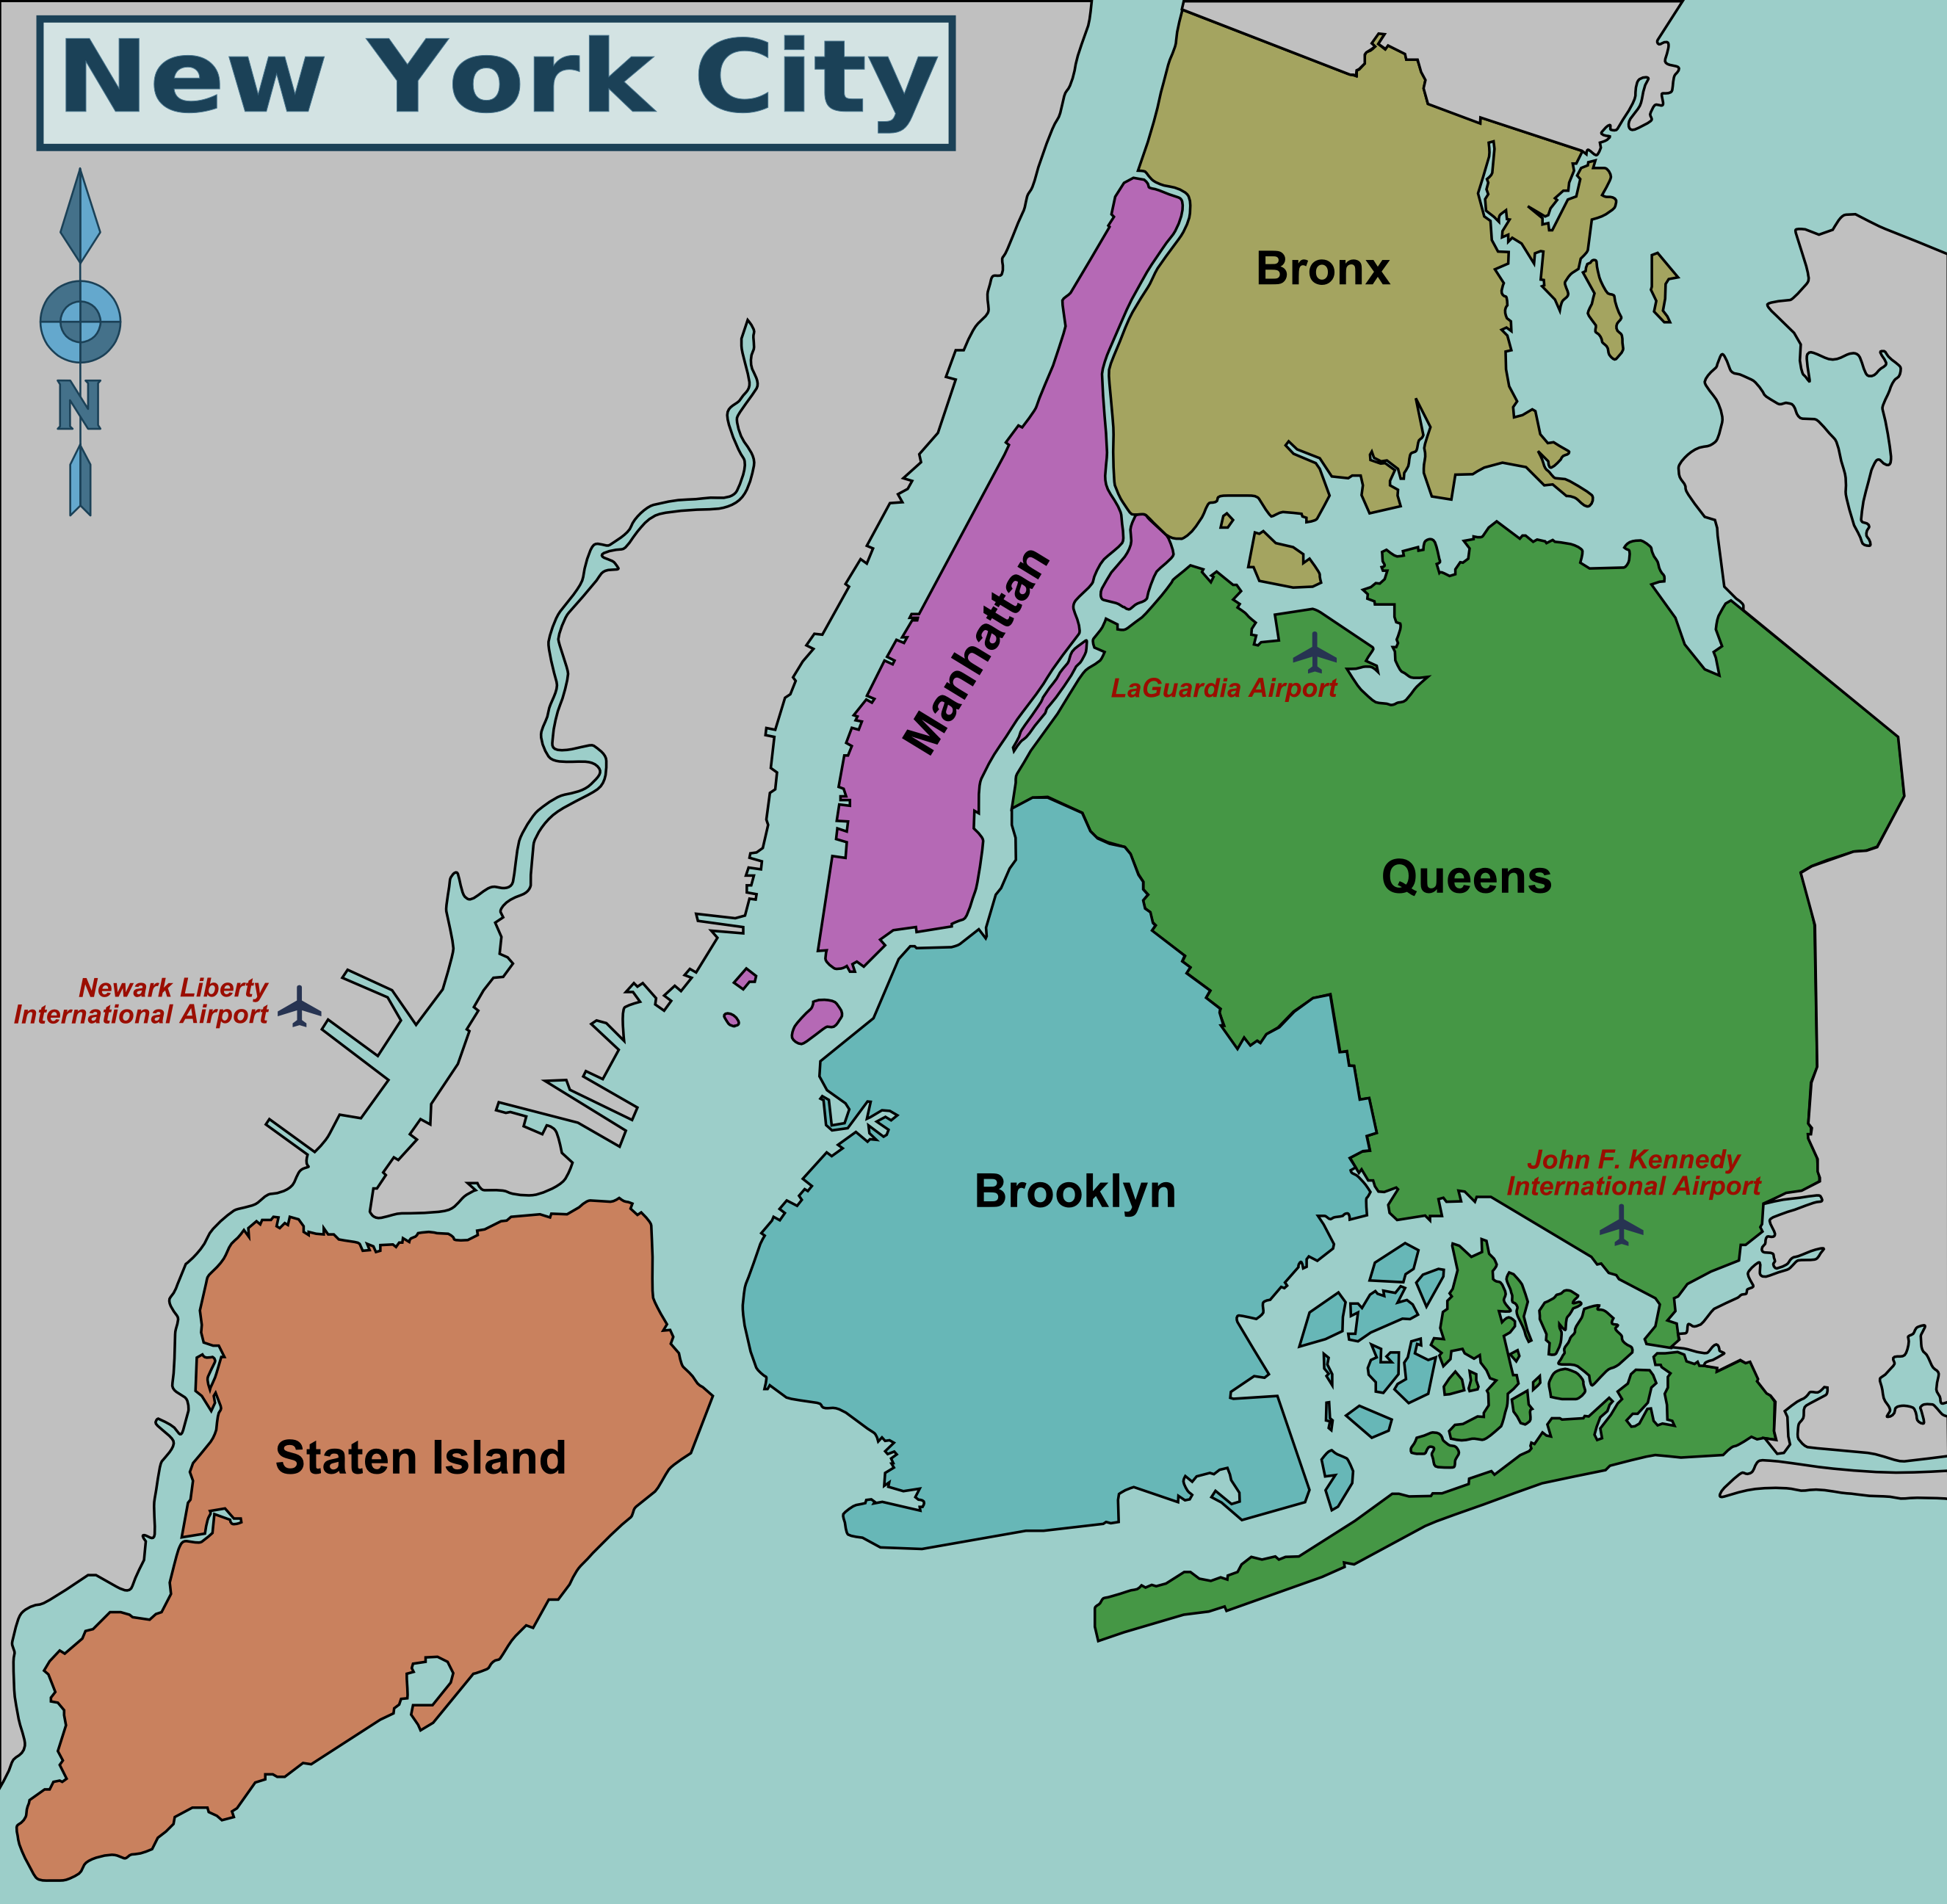 New York City
N
Bronx
Manhattan
LaGuardia Airport
Queens
Newark Liberty
International Airport
John F. Kennedy
International Airport
Brooklyn
Staten Island